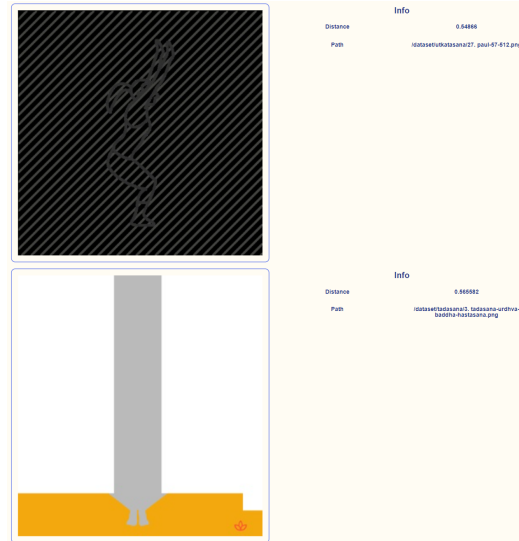 Info
Distance 0.54866
Path /dataset/utkatasana/27. paul-57-512.png
Info
Distance 0.565582
Path /dataset/tadasana/3. tadasana-urdhva-
baddha-hastasana.png